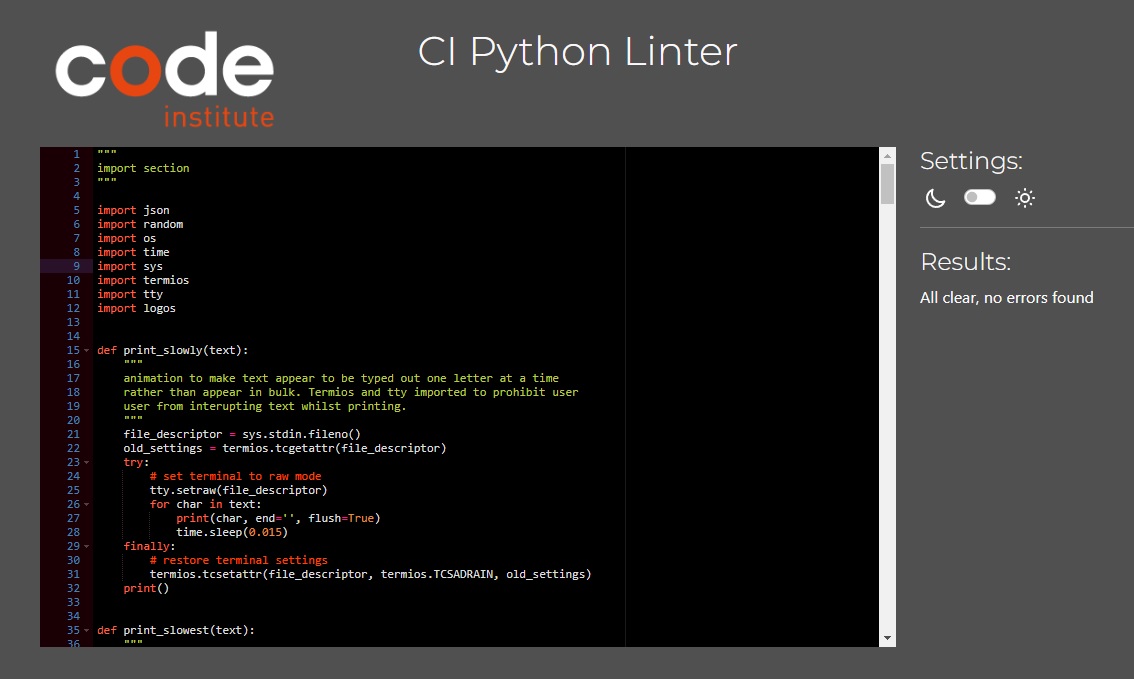 code
institute
CI Python Linter
1 """
2 import section
3 """
4
5 import json
6 import random
7 import os
8 import time
9 import sys
10 import termios
11 import tty
12 import logos
13
14
15 def print_slowly(text):
16     """
17     animation to make text appear to be typed out one letter at a time
18     rather than appear in bulk. Termios and tty imported to prohibit user
19     user from interupting text whilst printing.
20     """
21     file_descriptor = sys.stdin.fileno()
22     old_settings = termios.tcgetattr(file_descriptor)
23     try:
24         # set terminal to raw mode
25         tty.setraw(file_descriptor)
26         for char in text:
27             print(char, end='', flush=True)
28             time.sleep(0.015)
29     finally:
30         # restore terminal settings
31         termios.tcsetattr(file_descriptor, termios.TCSADRAIN, old_settings)
32     print()
33
34
35 def print_slowest(text):
36     """
Settings:
Results:
All clear, no errors found